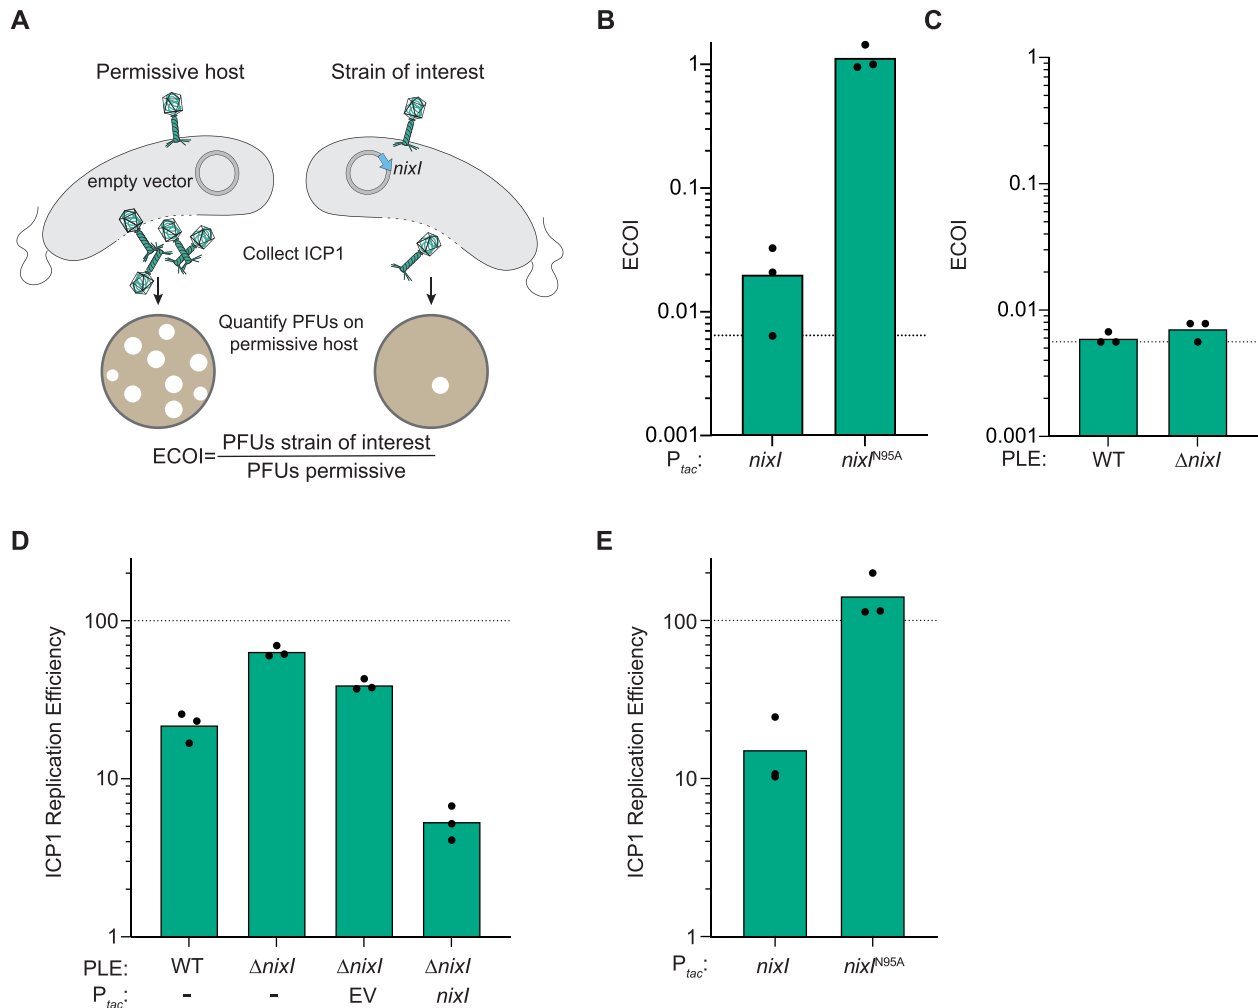 A
Permissive host
Strain of interest
empty vector
nixI
Collect ICP1
Quantify PFUs on
permissive host
ECOI=
PFUs strain of interest
PFUs permissive
B
1
0.1
0.01
0.001
ECOI
Ptac:
nixI
nixIN95A
C
1
0.1
0.01
0.001
ECOI
PLE:
WT
ΔnixI
D
100
10
1
ICP1 Replication Efficiency
PLE: WT ΔnixI ΔnixI ΔnixI
Ptac: - - EV nixI
E
100
10
1
ICP1 Replication Efficiency
Ptac:
nixI
nixIN95A